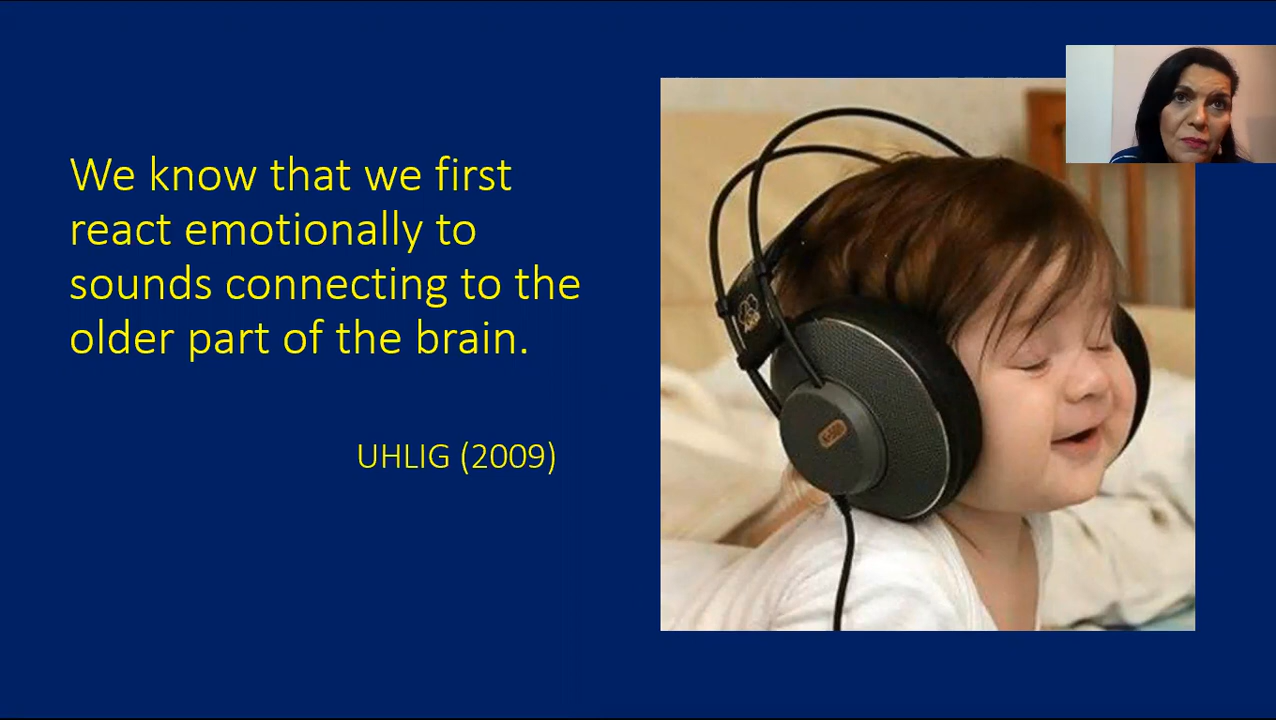 We know that we first
react emotionally to
sounds connecting to the
older part of the brain.
UHLIG (2009)